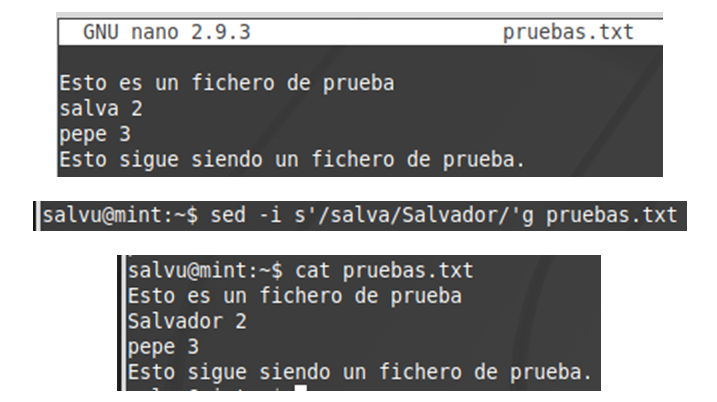 GNU nano 2.9.3 pruebas.txt
Esto es un fichero de prueba
salva 2
pepe 3
Esto sigue siendo un fichero de prueba.
salvu@mint:~$ sed -i s'/salva/Salvador/'g pruebas.txt
salvu@mint:~$ cat pruebas.txt
Esto es un fichero de prueba
Salvador 2
pepe 3
Esto sigue siendo un fichero de prueba.